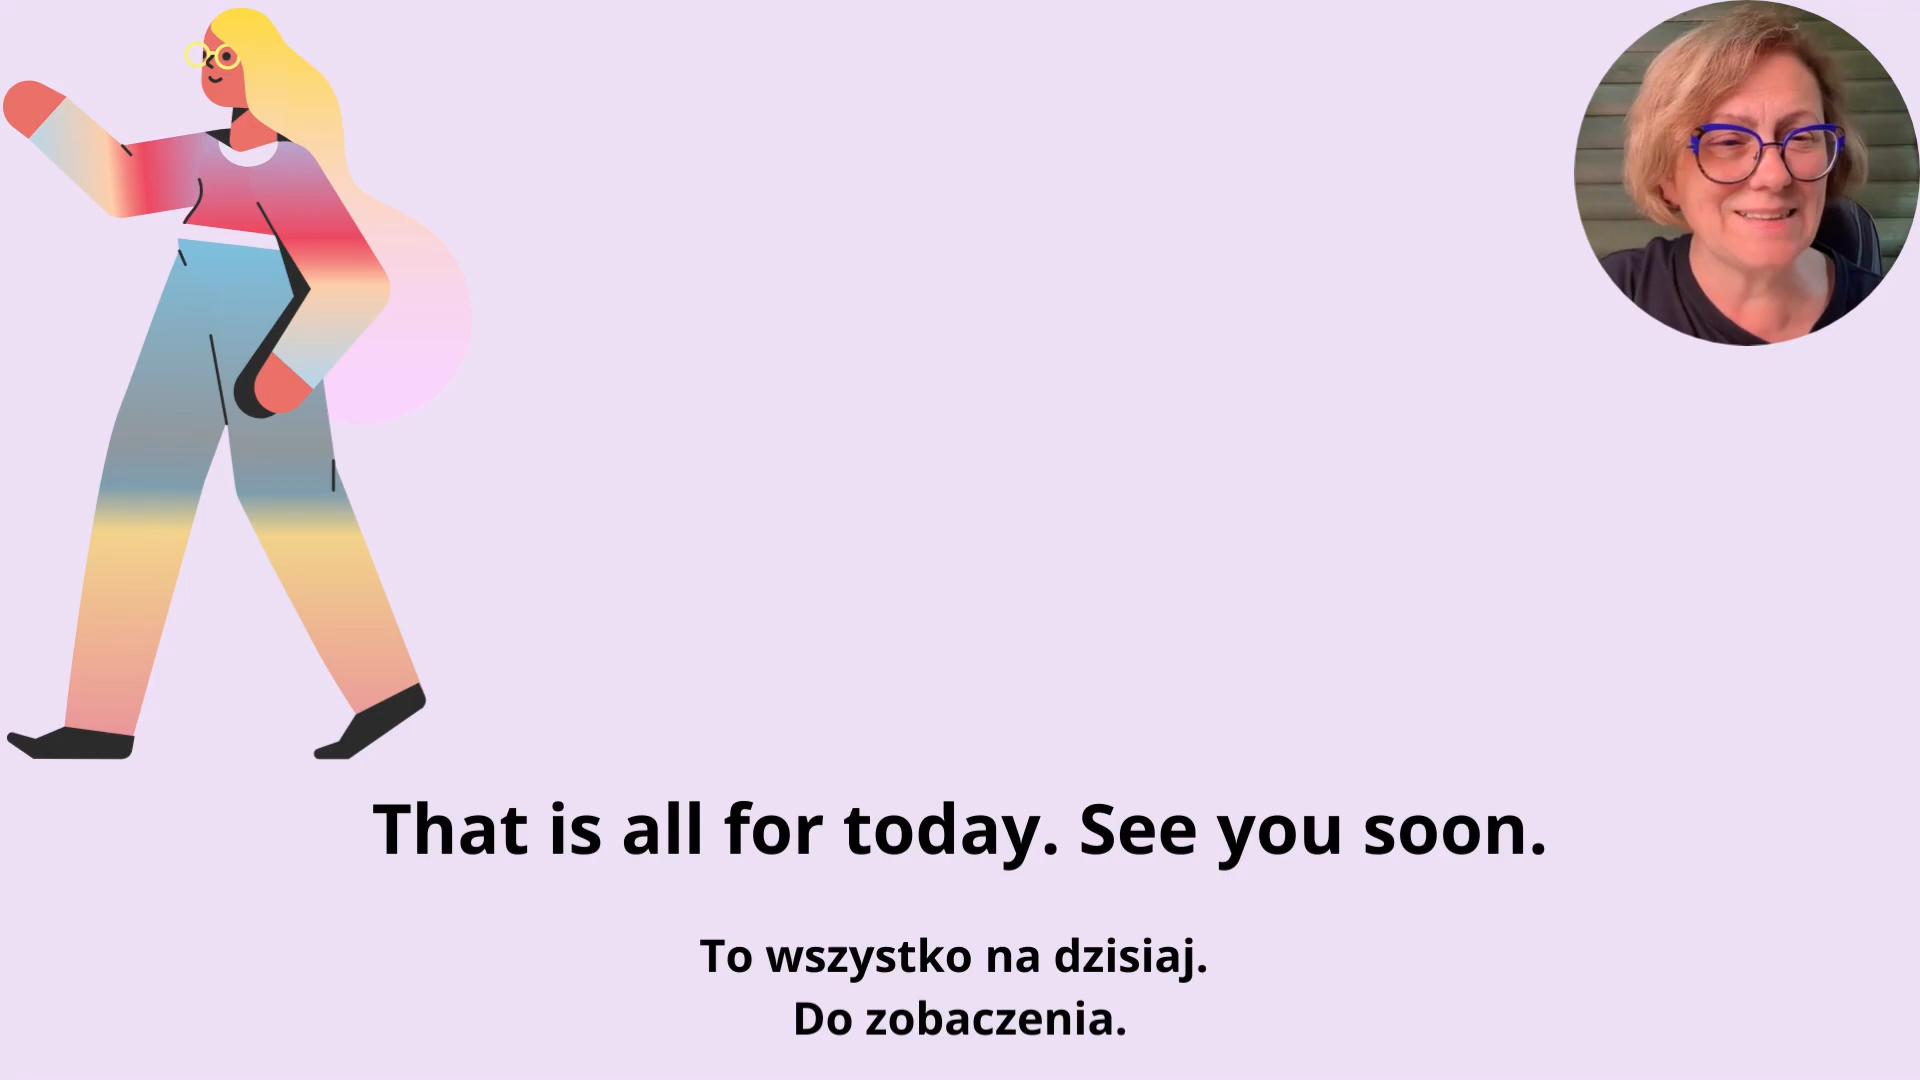 That is all for today. See you soon.
To wszystko na dzisiaj.
Do zobaczenia.